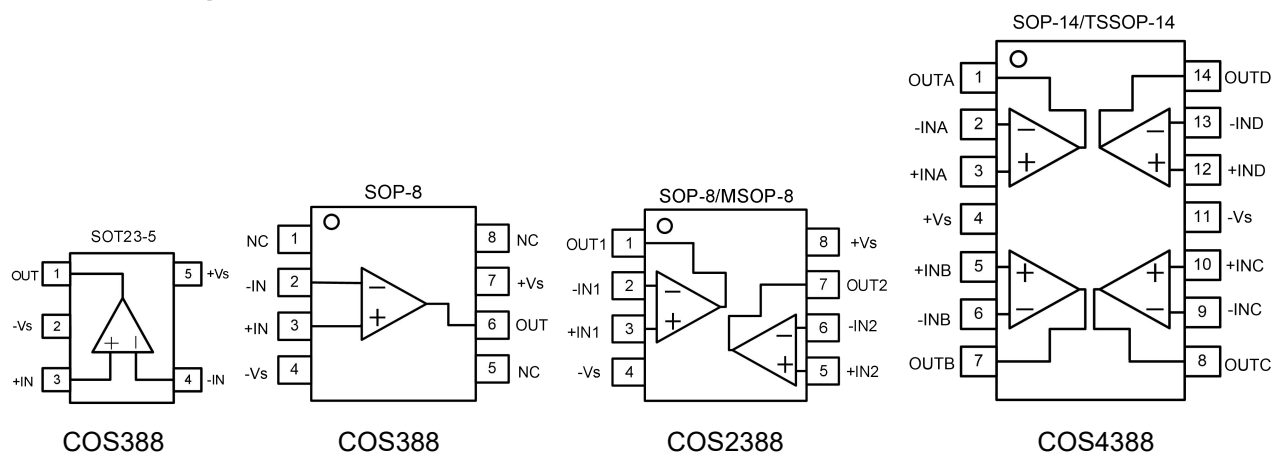 SOT23-5
OUT 1 5 +Vs
-Vs 2
+IN 3 4 -IN
COS388
SOP-8
NC 1 8 NC
-IN 2 7 +Vs
+IN 3 6 OUT
-Vs 4 5 NC
COS388
SOP-8/MSOP-8
OUT1 1 8 +Vs
-IN1 2 7 OUT2
+IN1 3 6 -IN2
-Vs 4 5 +IN2
COS2388
SOP-14/TSSOP-14
OUTA 1 14 OUTD
-INA 2 13 -IND
+INA 3 12 +IND
+Vs 4 11 -Vs
+INB 5 10 +INC
-INB 6 9 -INC
OUTB 7 8 OUTC
COS4388